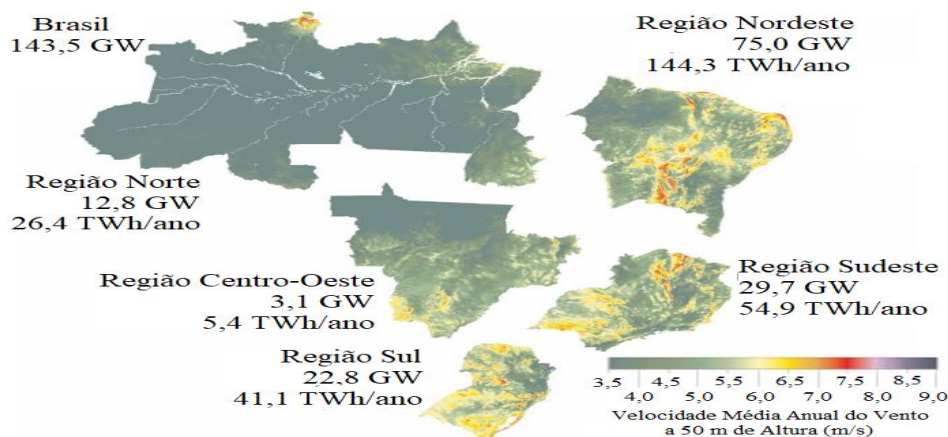 Brasil
143,5 GW
Região Nordeste
75,0 GW
144,3 TWh/ano
Região Norte
12,8 GW
26,4 TWh/ano
Região Centro-Oeste
3,1 GW
5,4 TWh/ano
Região Sudeste
29,7 GW
54,9 TWh/ano
Região Sul
22,8 GW
41,1 TWh/ano
3,5 4,5 5,5 6,5 7,5 8,5
4,0 5,0 6,0 7,0 8,0 9,0
Velocidade Média Anual do Vento
a 50 m de Altura (m/s)